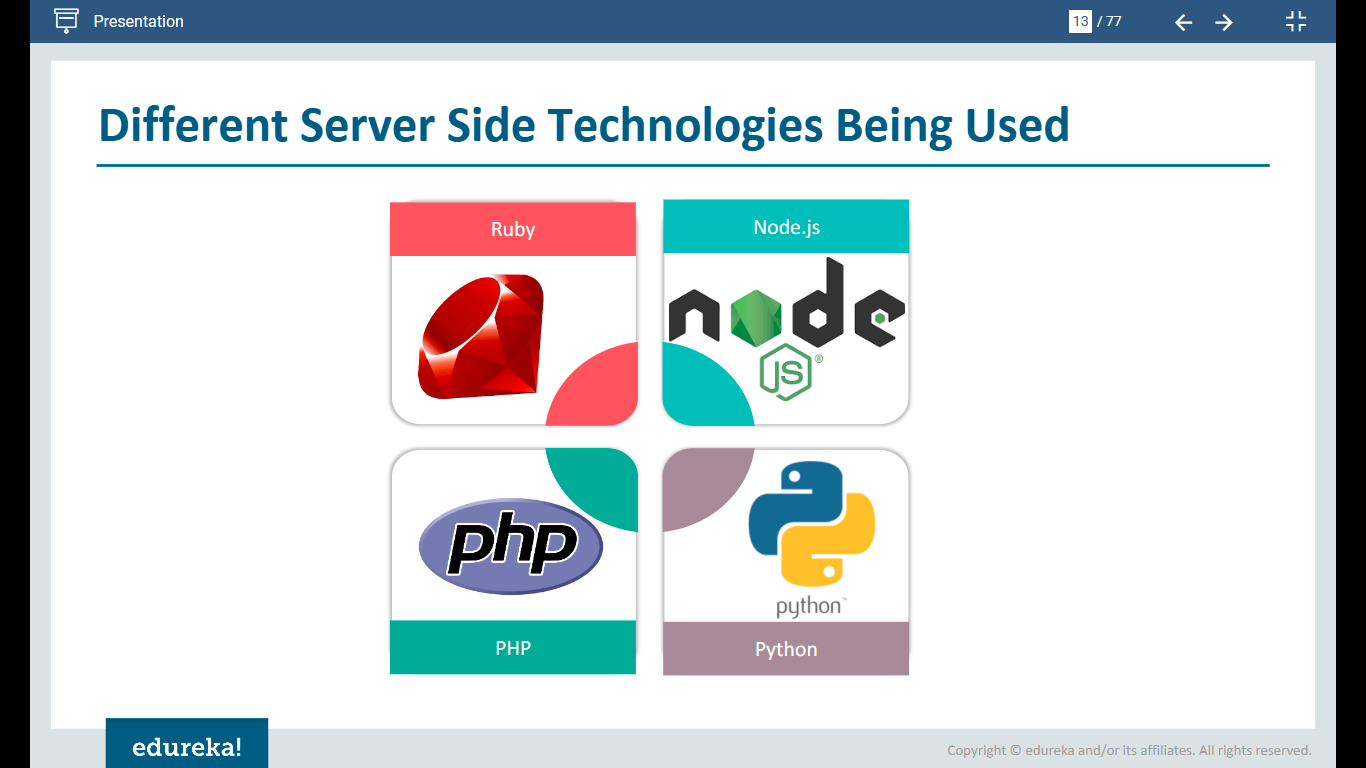 Presentation
13 / 77
Different Server Side Technologies Being Used
Ruby
Node.js
node
JS ®
php
python™
PHP
Python
edureka!
Copyright © edureka and/or its affiliates. All rights reserved.